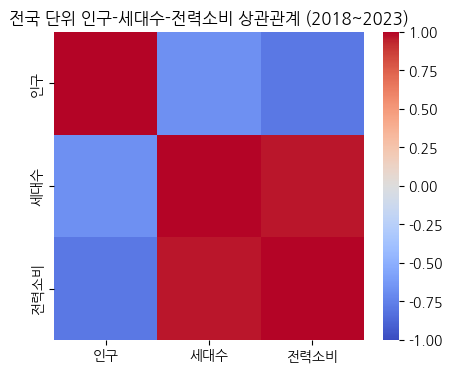 전국 단위 인구-세대수-전력소비 상관관계 (2018~2023)
인구
세대수
전력소비
인구
세대수
전력소비
1.00
0.75
0.50
0.25
0.00
-0.25
-0.50
-0.75
-1.00